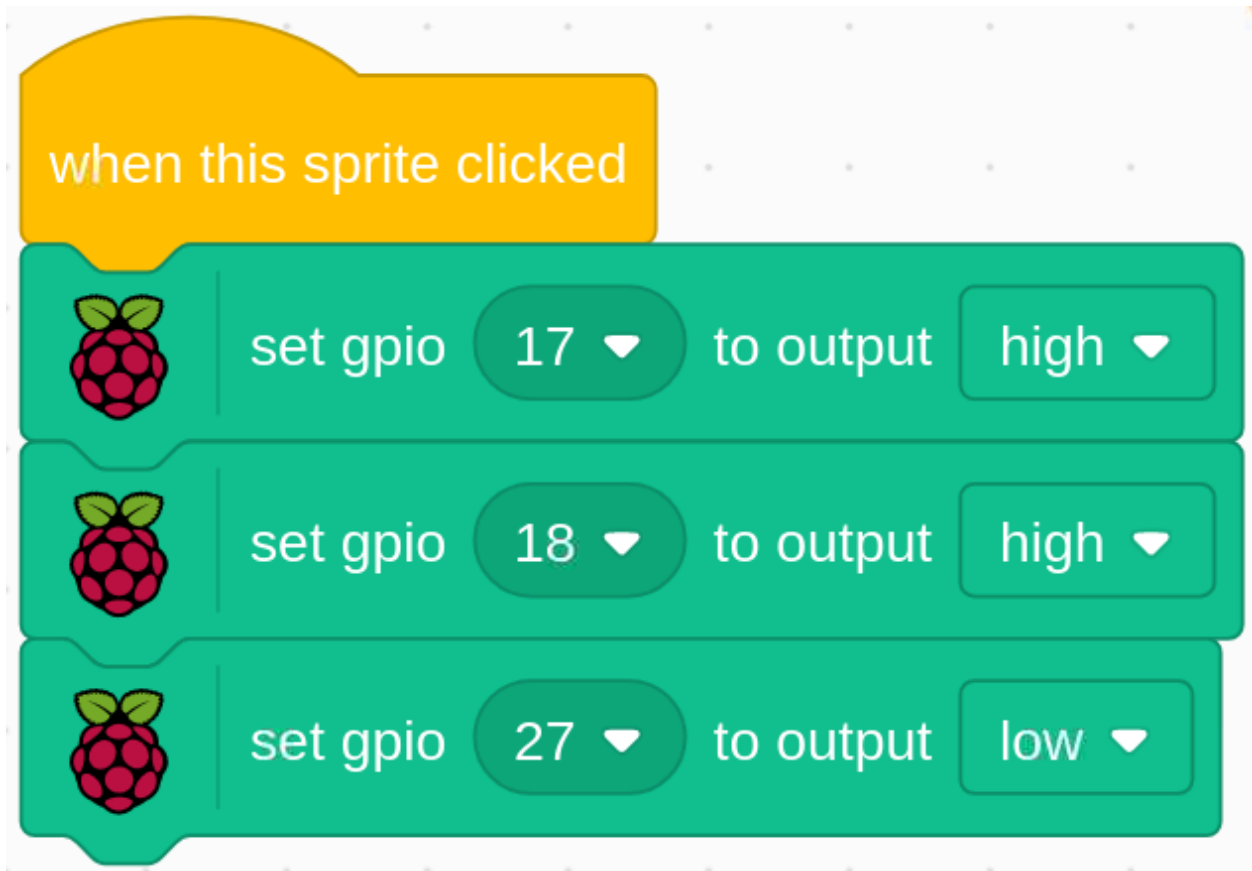 when this sprite clicked
set gpio 17 to output high
set gpio 18 to output high
set gpio 27 to output low